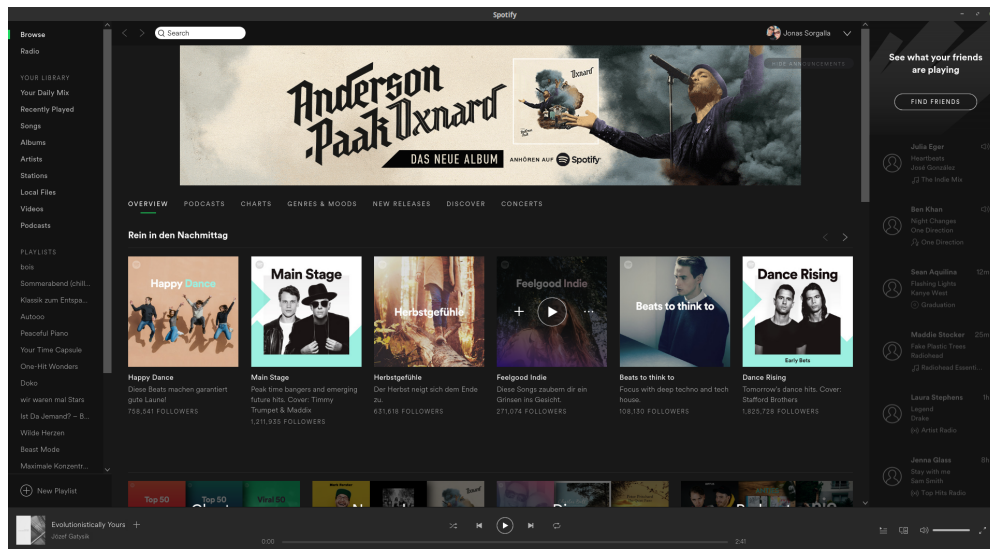 Spotify
Browse
Radio
YOUR LIBRARY
Your Daily Mix
Recently Played
Songs
Albums
Artists
Stations
Local Files
Videos
Podcasts
PLAYLISTS
bois
Sommerabend (chill...
Klassik zum Entspa...
Autooo
Peaceful Piano
Your Time Capsule
One-Hit Wonders
Doko
wir waren mal Stars
Ist Da Jemand? – B...
Wilde Herzen
Beast Mode
Maximale Konzentr...
New Playlist
Search
Jonas Sorgalla
HIDE ANNOUNCEMENTS
Anderson
.Paak Oxnard
DAS NEUE ALBUM
ANHÖREN AUF Spotify
Oxnard
OVERVIEW PODCASTS CHARTS GENRES & MOODS NEW RELEASES DISCOVER CONCERTS
Rein in den Nachmittag
Happy Dance
Main Stage
Herbstgefühle
Feelgood Indie
Beats to think to
Dance Rising
Early Bets
Happy Dance
Diese Beats machen garantiert
gute Laune!
758,541 FOLLOWERS
Main Stage
Peak time bangers and emerging
future hits. Cover: Timmy
Trumpet & Maddix
1,211,935 FOLLOWERS
Herbstgefühle
Der Herbst neigt sich dem Ende
zu.
631,618 FOLLOWERS
Feelgood Indie
Diese Songs zaubern dir ein
Grinsen ins Gesicht.
271,074 FOLLOWERS
Beats to think to
Focus with deep techno and tech
house.
108,130 FOLLOWERS
Dance Rising
Tomorrow's dance hits. Cover:
Stafford Brothers
1,825,728 FOLLOWERS
Top 50
Top 50
Viral 50
See what your friends
are playing
FIND FRIENDS
Julia Eger
Heartbeats
José González
The Indie Mix
Ben Khan
Night Changes
One Direction
One Direction
Sean Aquilina 12m
Flashing Lights
Kanye West
Graduation
Maddie Stocker 25m
Fake Plastic Trees
Radiohead
Radiohead Essenti...
Laura Stephens 1h
Legend
Drake
Artist Radio
Jenna Glass 8h
Stay with me
Sam Smith
Top Hits Radio
Evolutionistically Yours
Józef Gatysik
0:00
2:41